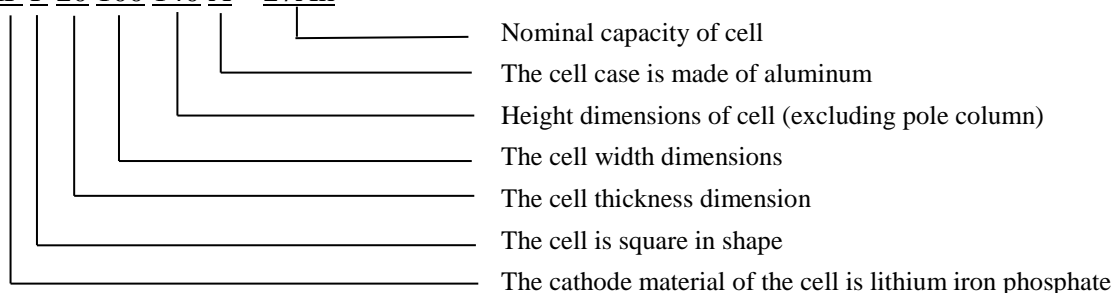 Nominal capacity of cell
The cell case is made of aluminum
Height dimensions of cell (excluding pole column)
The cell width dimensions
The cell thickness dimension
The cell is square in shape
The cathode material of the cell is lithium iron phosphate